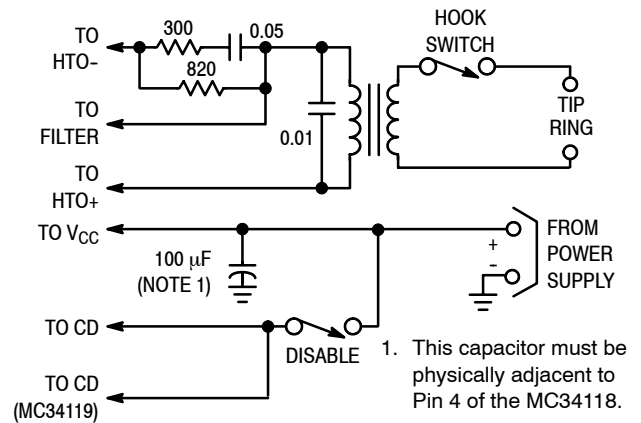 TO
HTO-
300
0.05
820
HOOK
SWITCH
TO
FILTER
0.01
TIP
RING
TO
HTO+
TO VCC
100 µF
(NOTE 1)
+
-
FROM
POWER
SUPPLY
TO CD
DISABLE
TO CD
(MC34119)
1. This capacitor must be
physically adjacent to
Pin 4 of the MC34118.